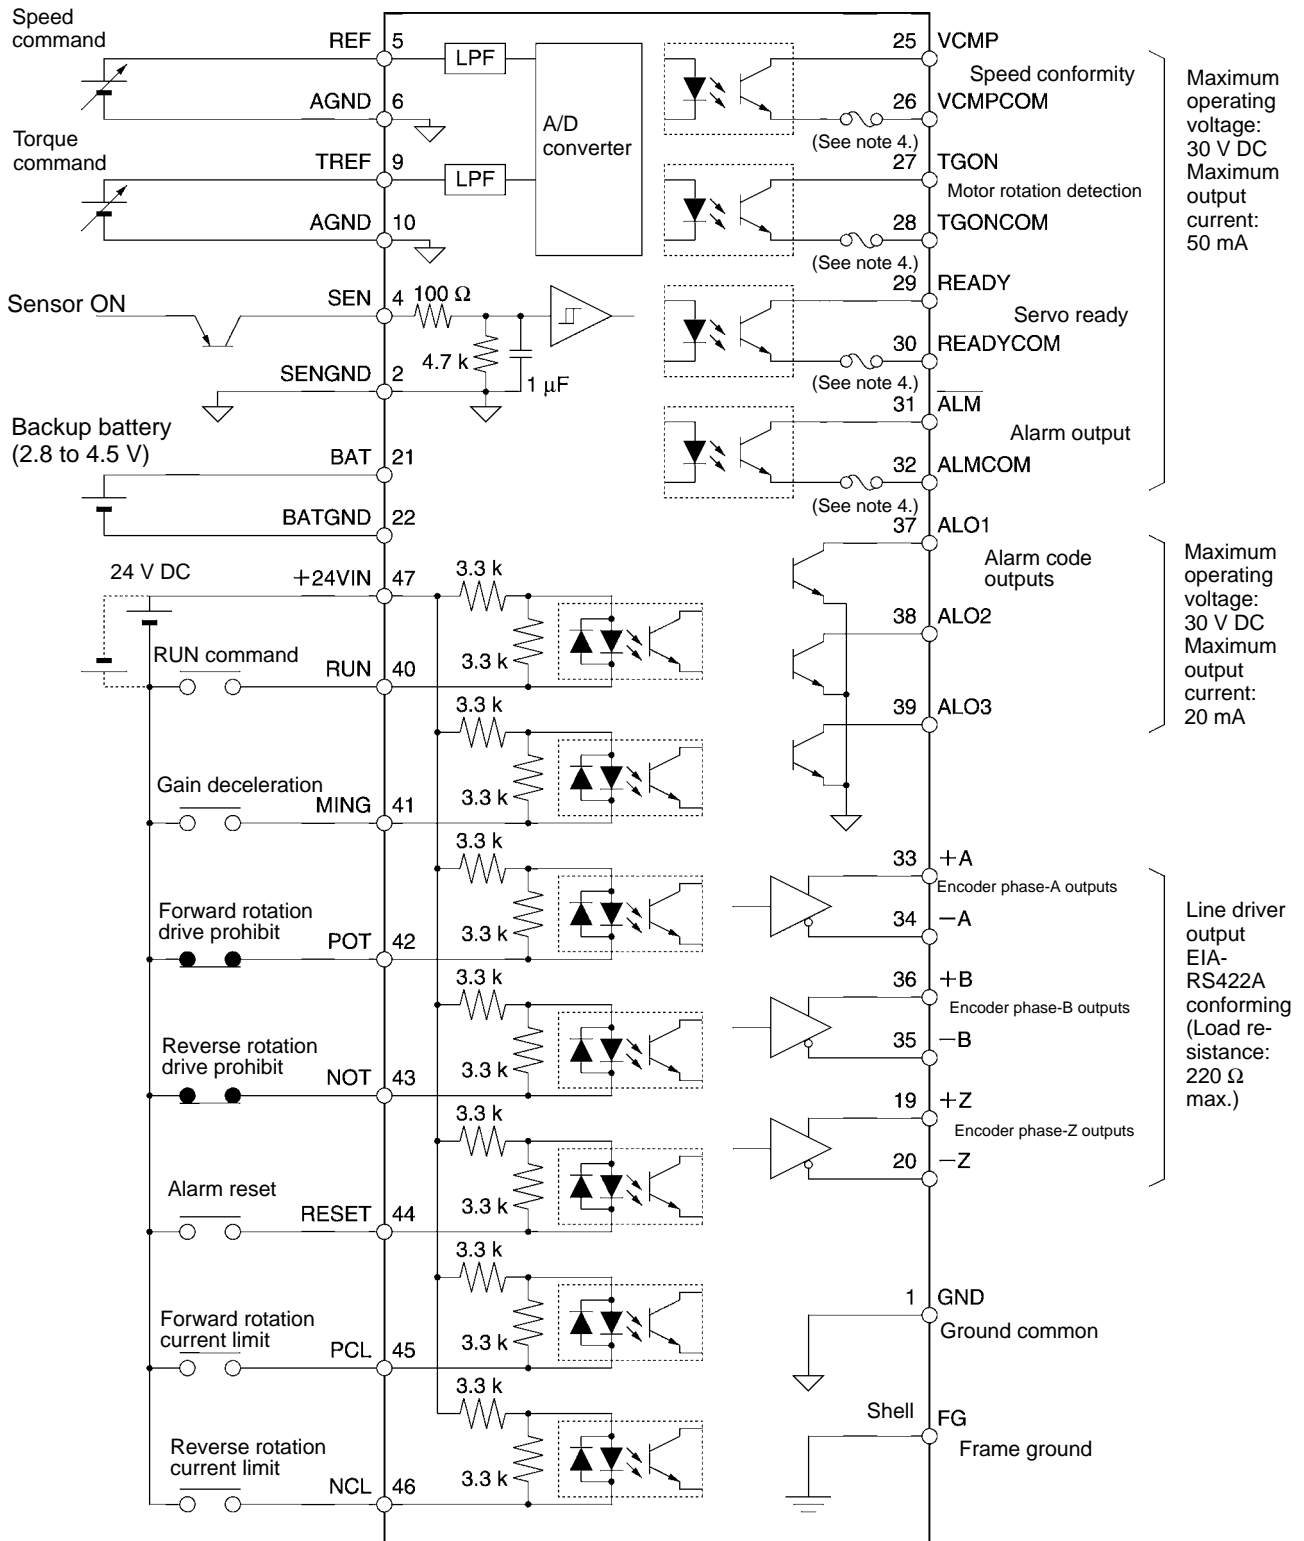 Speed
command
REF 5
AGND 6
LPF
A/D
converter
Torque
command
TREF 9
AGND 10
LPF
Sensor ON
SEN 4
100 Ω
4.7 k
1 µF
SENGND 2
Backup battery
(2.8 to 4.5 V)
BAT 21
BATGND 22
24 V DC
+24VIN 47
3.3 k
3.3 k
RUN command
RUN 40
3.3 k
3.3 k
Gain deceleration
MING 41
3.3 k
3.3 k
Forward rotation
drive prohibit
POT 42
3.3 k
3.3 k
Reverse rotation
drive prohibit
NOT 43
3.3 k
3.3 k
Alarm reset
RESET 44
3.3 k
3.3 k
Forward rotation
current limit
PCL 45
3.3 k
3.3 k
Reverse rotation
current limit
NCL 46
25 VCMP
Speed conformity
26 VCMPCOM
(See note 4.)
27 TGON
Motor rotation detection
28 TGONCOM
(See note 4.)
29 READY
Servo ready
30 READYCOM
(See note 4.)
31 ALM
Alarm output
32 ALMCOM
(See note 4.)
Maximum
operating
voltage:
30 V DC
Maximum
output
current:
50 mA
37 ALO1
Alarm code
outputs
38 ALO2
39 ALO3
Maximum
operating
voltage:
30 V DC
Maximum
output
current:
20 mA
33 +A
Encoder phase-A outputs
34 −A
36 +B
Encoder phase-B outputs
35 −B
19 +Z
Encoder phase-Z outputs
20 −Z
Line driver
output
EIA-
RS422A
conforming
(Load re-
sistance:
220 Ω
max.)
1 GND
Ground common
Shell FG
Frame ground